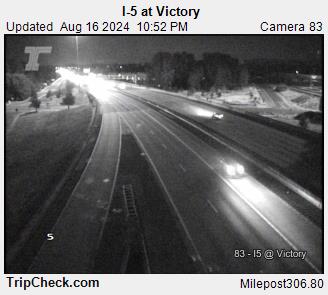 I-5 at Victory
Updated Aug 16 2024 10:52 PM Camera 83
T
S
83 - I5 @ Victory
TripCheck.com Milepost306.80